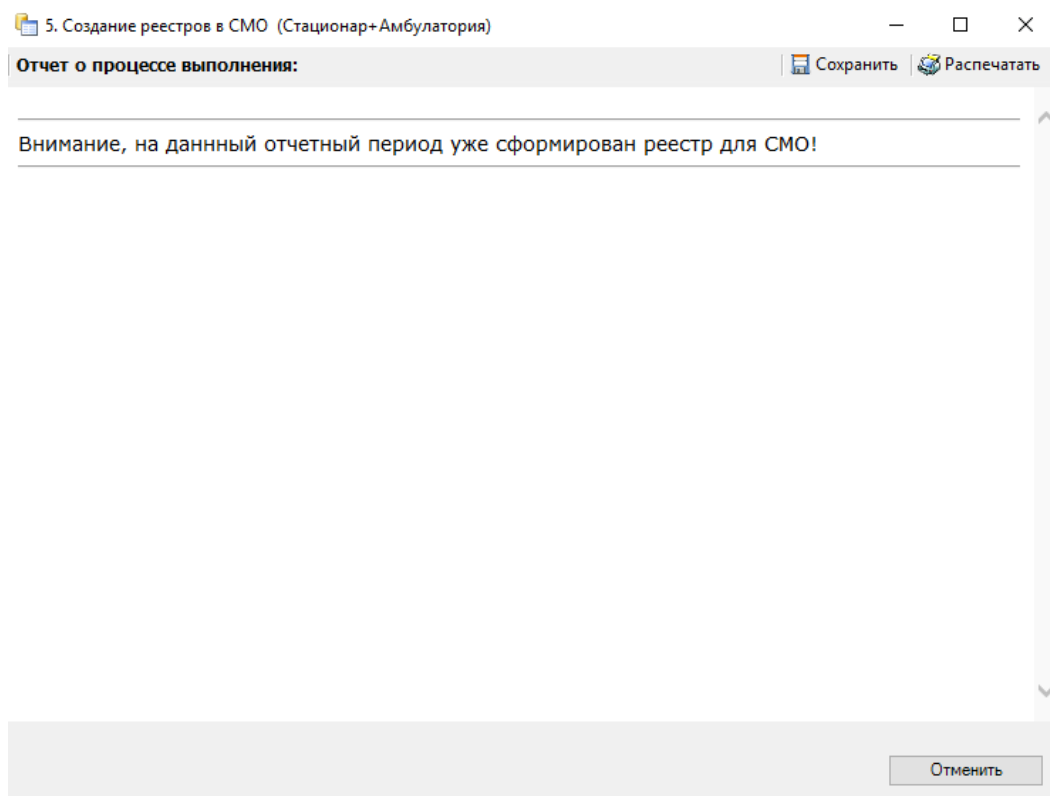 5. Создание реестров в СМО (Стационар+Амбулатория)
Отчет о процессе выполнения: Сохранить Распечатать
Внимание, на даннный отчетный период уже сформирован реестр для СМО!
Отменить